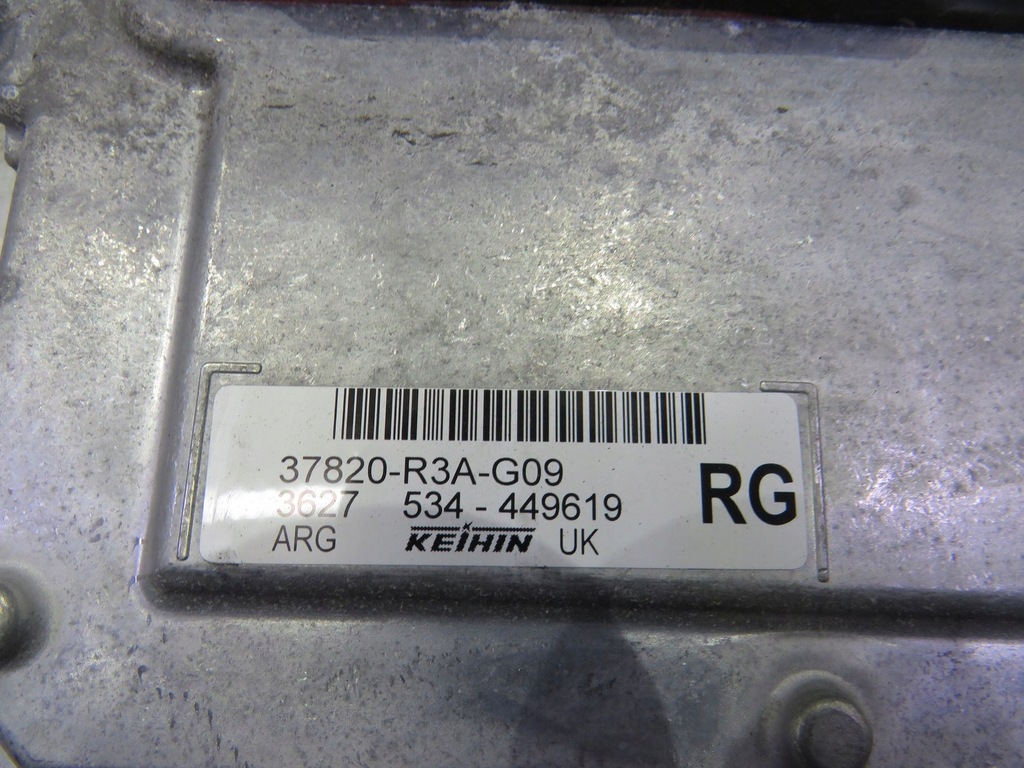 37820-R3A-G09
3627 534 - 449619
RG
ARG KEIHIN UK